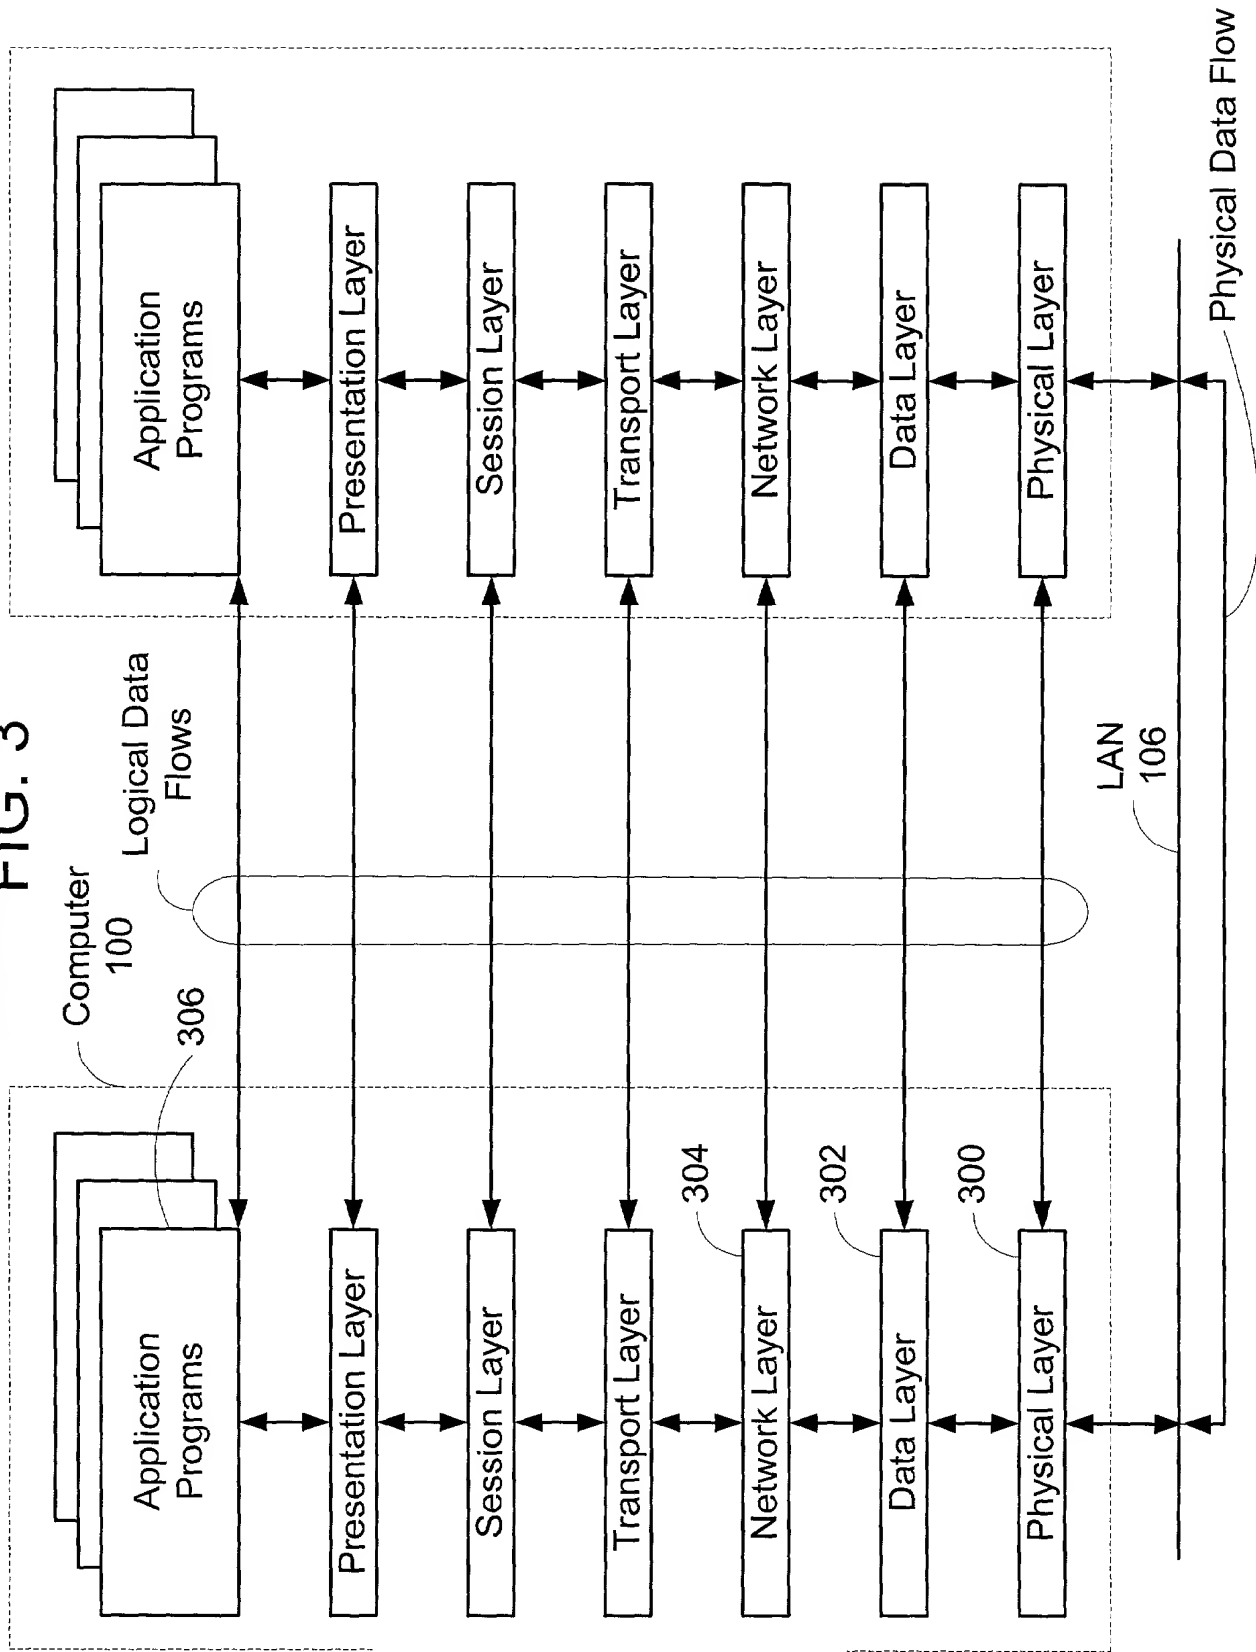 FIG. 3
Computer
100
306
Logical Data
Flows
Application
Programs
Presentation Layer
Session Layer
Transport Layer
Network Layer
304
Data Layer
302
Physical Layer
300
Application
Programs
Presentation Layer
Session Layer
Transport Layer
Network Layer
Data Layer
Physical Layer
LAN
106
Physical Data Flow